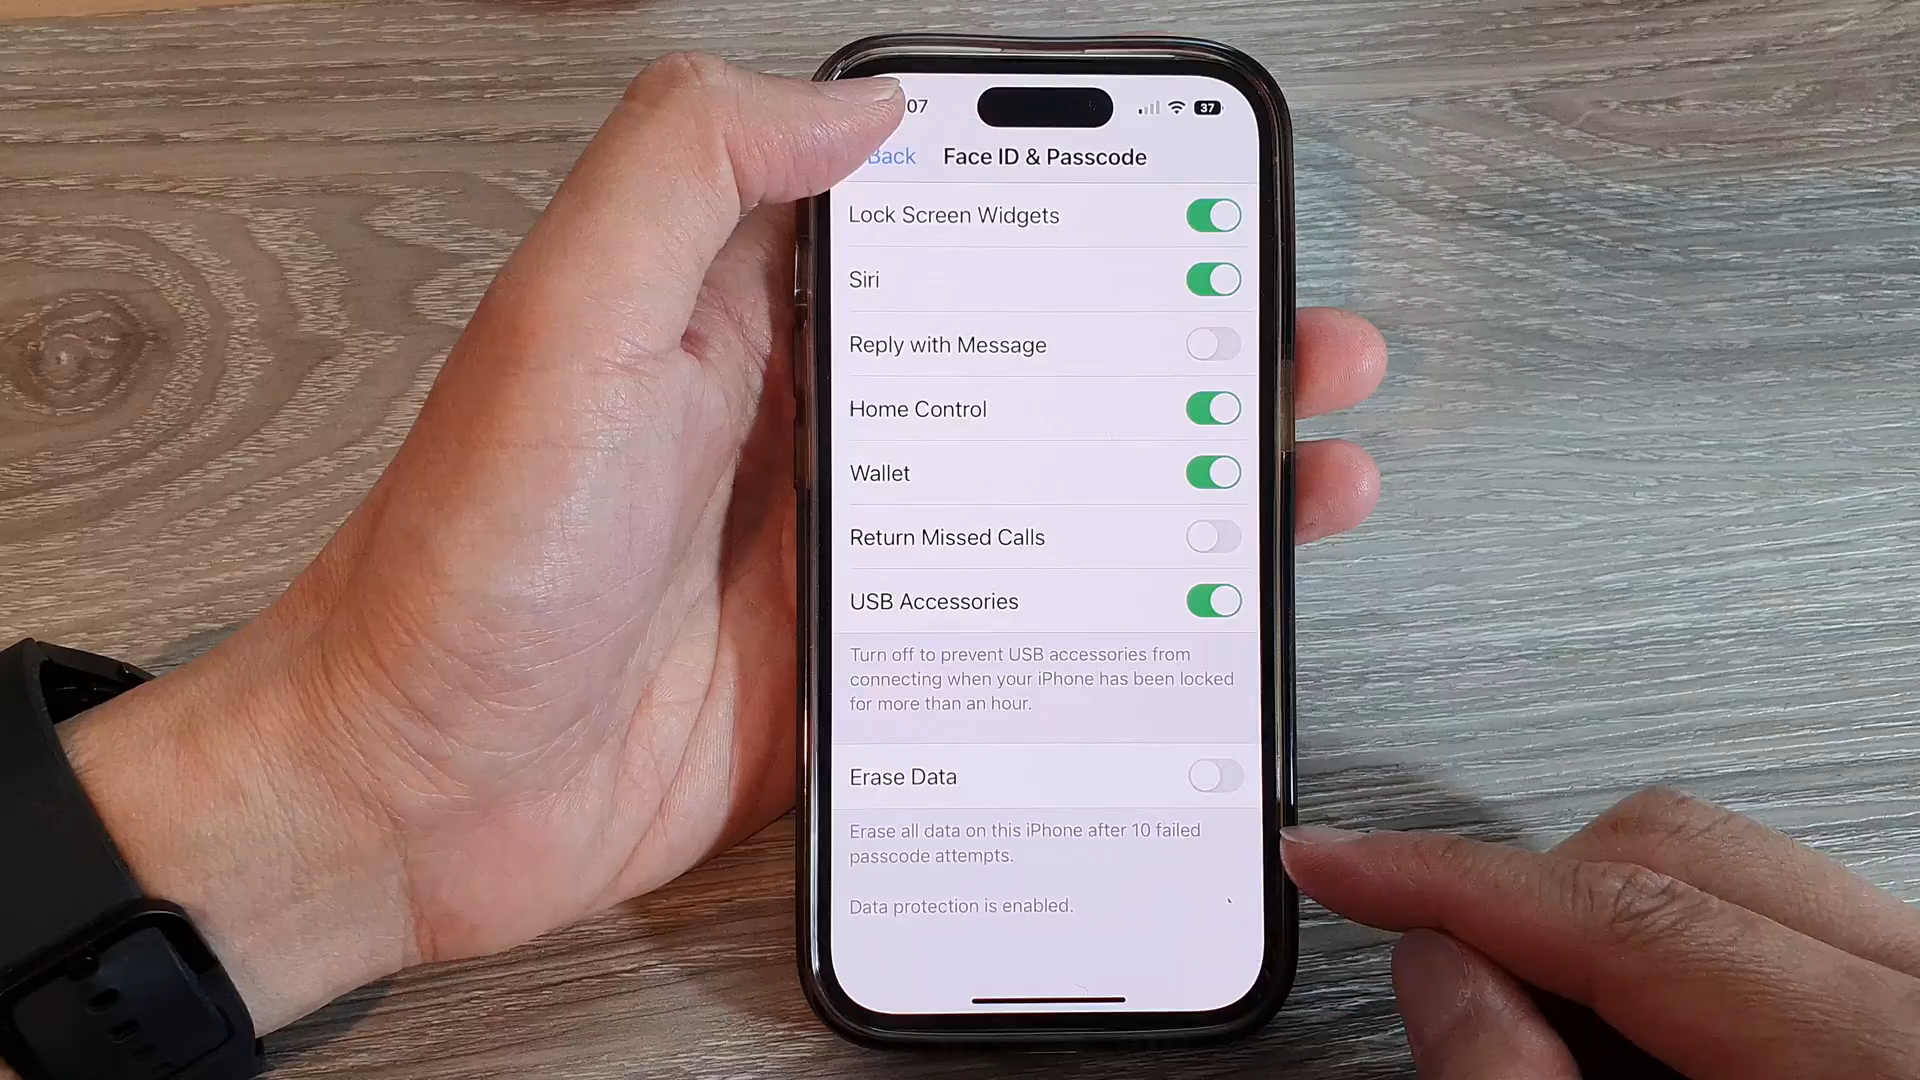 07 37
Back Face ID & Passcode
Lock Screen Widgets
Siri
Reply with Message
Home Control
Wallet
Return Missed Calls
USB Accessories
Turn off to prevent USB accessories from
connecting when your iPhone has been locked
for more than an hour.
Erase Data
Erase all data on this iPhone after 10 failed
passcode attempts.
Data protection is enabled.